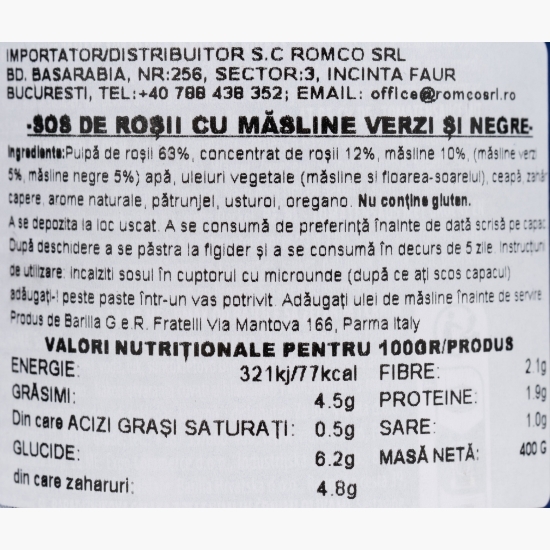 IMPORTATOR/DISTRIBUITOR S.C ROMCO SRL
BD. BASARABIA, NR:256, SECTOR:3, INCINTA FAUR
BUCURESTI, TEL:+40 788 438 352; EMAIL: office@romcosrl.ro
-SOS DE ROȘII CU MĂSLINE VERZI ȘI NEGRE-
Ingrediente:Pulpă de roșii 63%, concentrat de roșii 12%, măsline 10%, (măsline verzi
5%, măsline negre 5%) apă, uleiuri vegetale (măsline si floarea-soarelui), ceapă, zahăr
capere, arome naturale, pătrunjel, usturoi, oregano. Nu conține gluten.
A se depozita la loc uscat. A se consumă de preferință înainte de dată scrisă pe capac
După deschidere a se păstra la figider și a se consumă în decurs de 5 zile. Instrucțiuni
de utilizare: incalziti sosul în cuptorul cu microunde (după ce ați scos capacul)
adăugați-l peste paste într-un vas potrivit. Adăugați ulei de măsline înainte de servire
Produs de Barilla G e R. Fratelli Via Mantova 166, Parma Italy
VALORI NUTRIȚIONALE PENTRU 100GR/PRODUS
ENERGIE: 321kj/77kcal
GRĂSIMI: 4.5g
Din care ACIZI GRAȘI SATURAȚI: 0.5g
GLUCIDE: 6.2g
din care zaharuri: 4.8g
FIBRE: 2.1g
PROTEINE: 1.9g
SARE: 1.0g
MASĂ NETĂ: 400 G